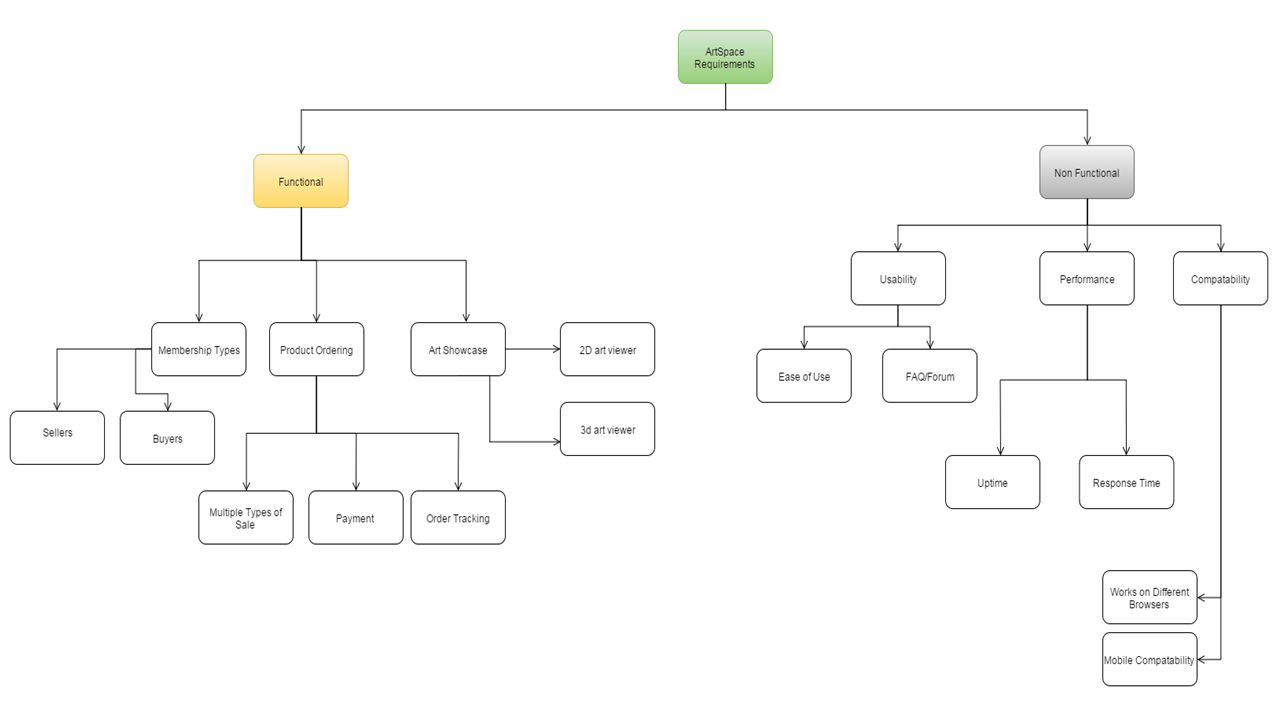 ArtSpace
Requirements
Functional
Non Functional
Usability
Performance
Compatability
Membership Types
Product Ordering
Art Showcase
2D art viewer
Ease of Use
FAQ/Forum
Sellers
Buyers
3d art viewer
Uptime
Response Time
Multiple Types of
Sale
Payment
Order Tracking
Works on Different
Browsers
Mobile Compatability